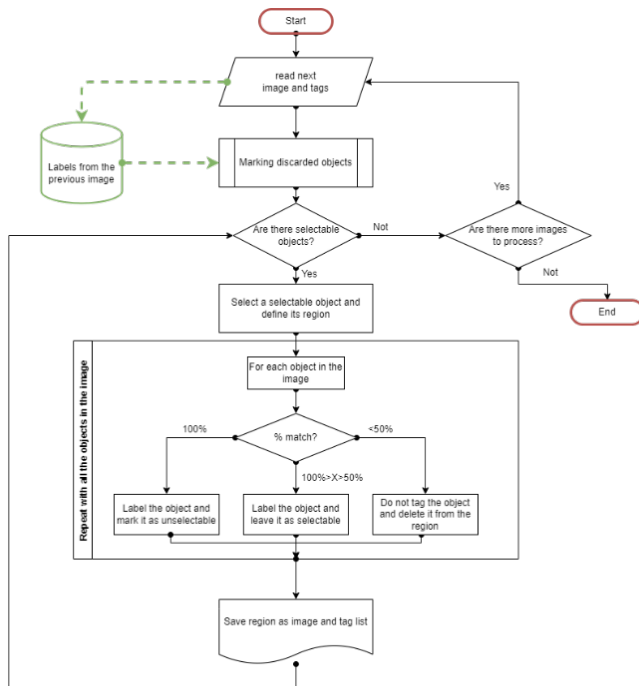 Start
read next
image and tags
Labels from the
previous image
Marking discarded objects
Are there selectable
objects?
Not
Are there more images
to process?
Yes
Not
End
Yes
Select a selectable object and
define its region
Repeat with all the objects in the image
For each object in the
image
% match?
100%
<50%
100%>X>50%
Label the object and
mark it as unselectable
Label the object and
leave it as selectable
Do not tag the object
and delete it from the
region
Save region as image and tag list